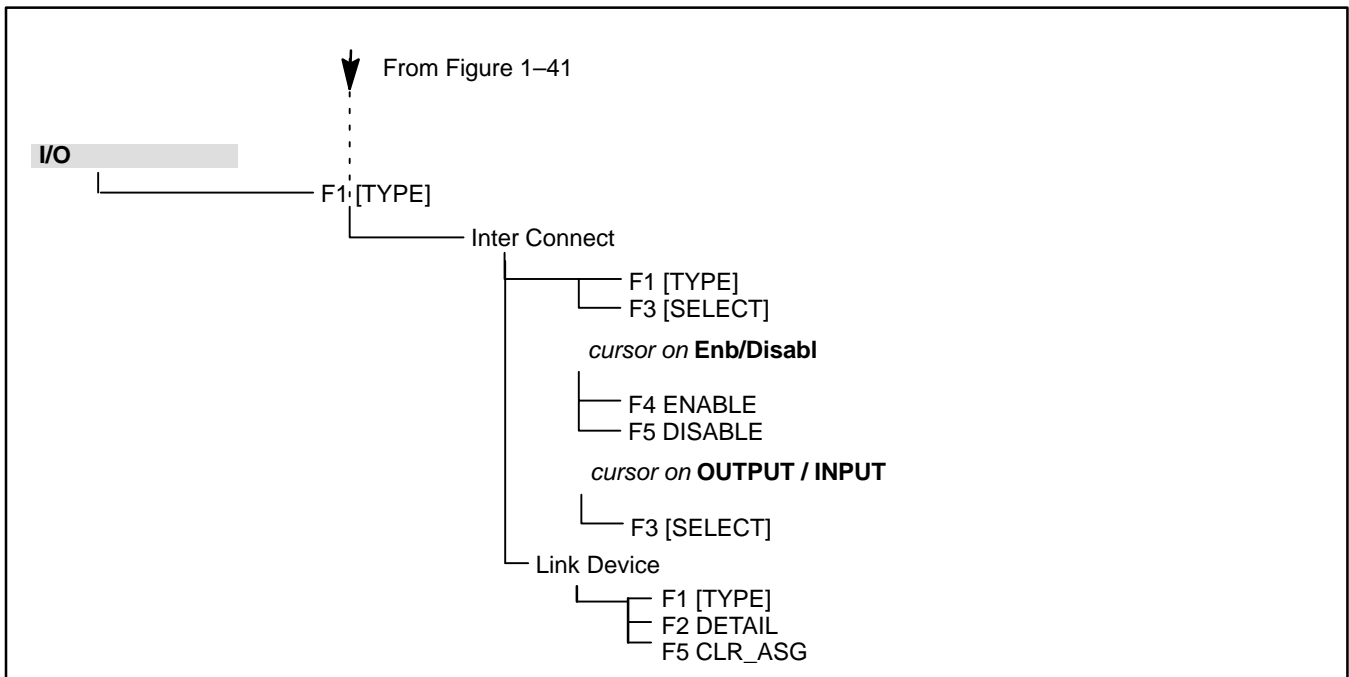 From Figure 1–41
I/O
F1 [TYPE]
Inter Connect
F1 [TYPE]
F3 [SELECT]
cursor on Enb/Disabl
F4 ENABLE
F5 DISABLE
cursor on OUTPUT / INPUT
F3 [SELECT]
Link Device
F1 [TYPE]
F2 DETAIL
F5 CLR_ASG